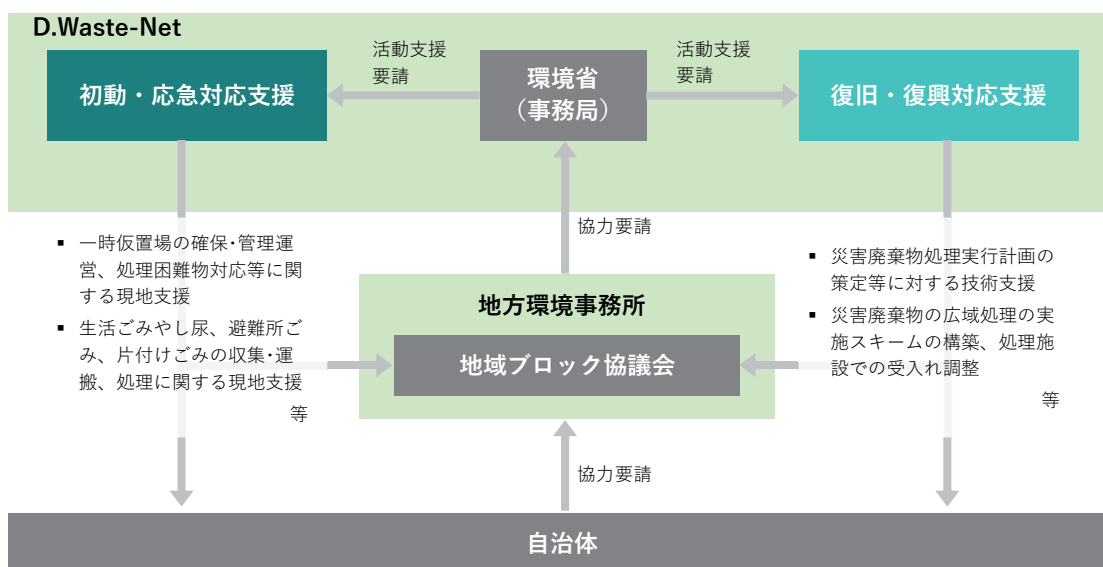 D.Waste-Net
初動・応急対応支援
活動支援
要請
環境省
（事務局）
活動支援
要請
復旧・復興対応支援
協力要請
▪ 一時仮置場の確保･管理運
営、処理困難物対応等に関
する現地支援
▪ 生活ごみやし尿、避難所ご
み、片付けごみの収集･運
搬、処理に関する現地支援
等
地方環境事務所
地域ブロック協議会
▪ 災害廃棄物処理実行計画の
策定等に対する技術支援
▪ 災害廃棄物の広域処理の実
施スキームの構築、処理施
設での受入れ調整
等
協力要請
自治体